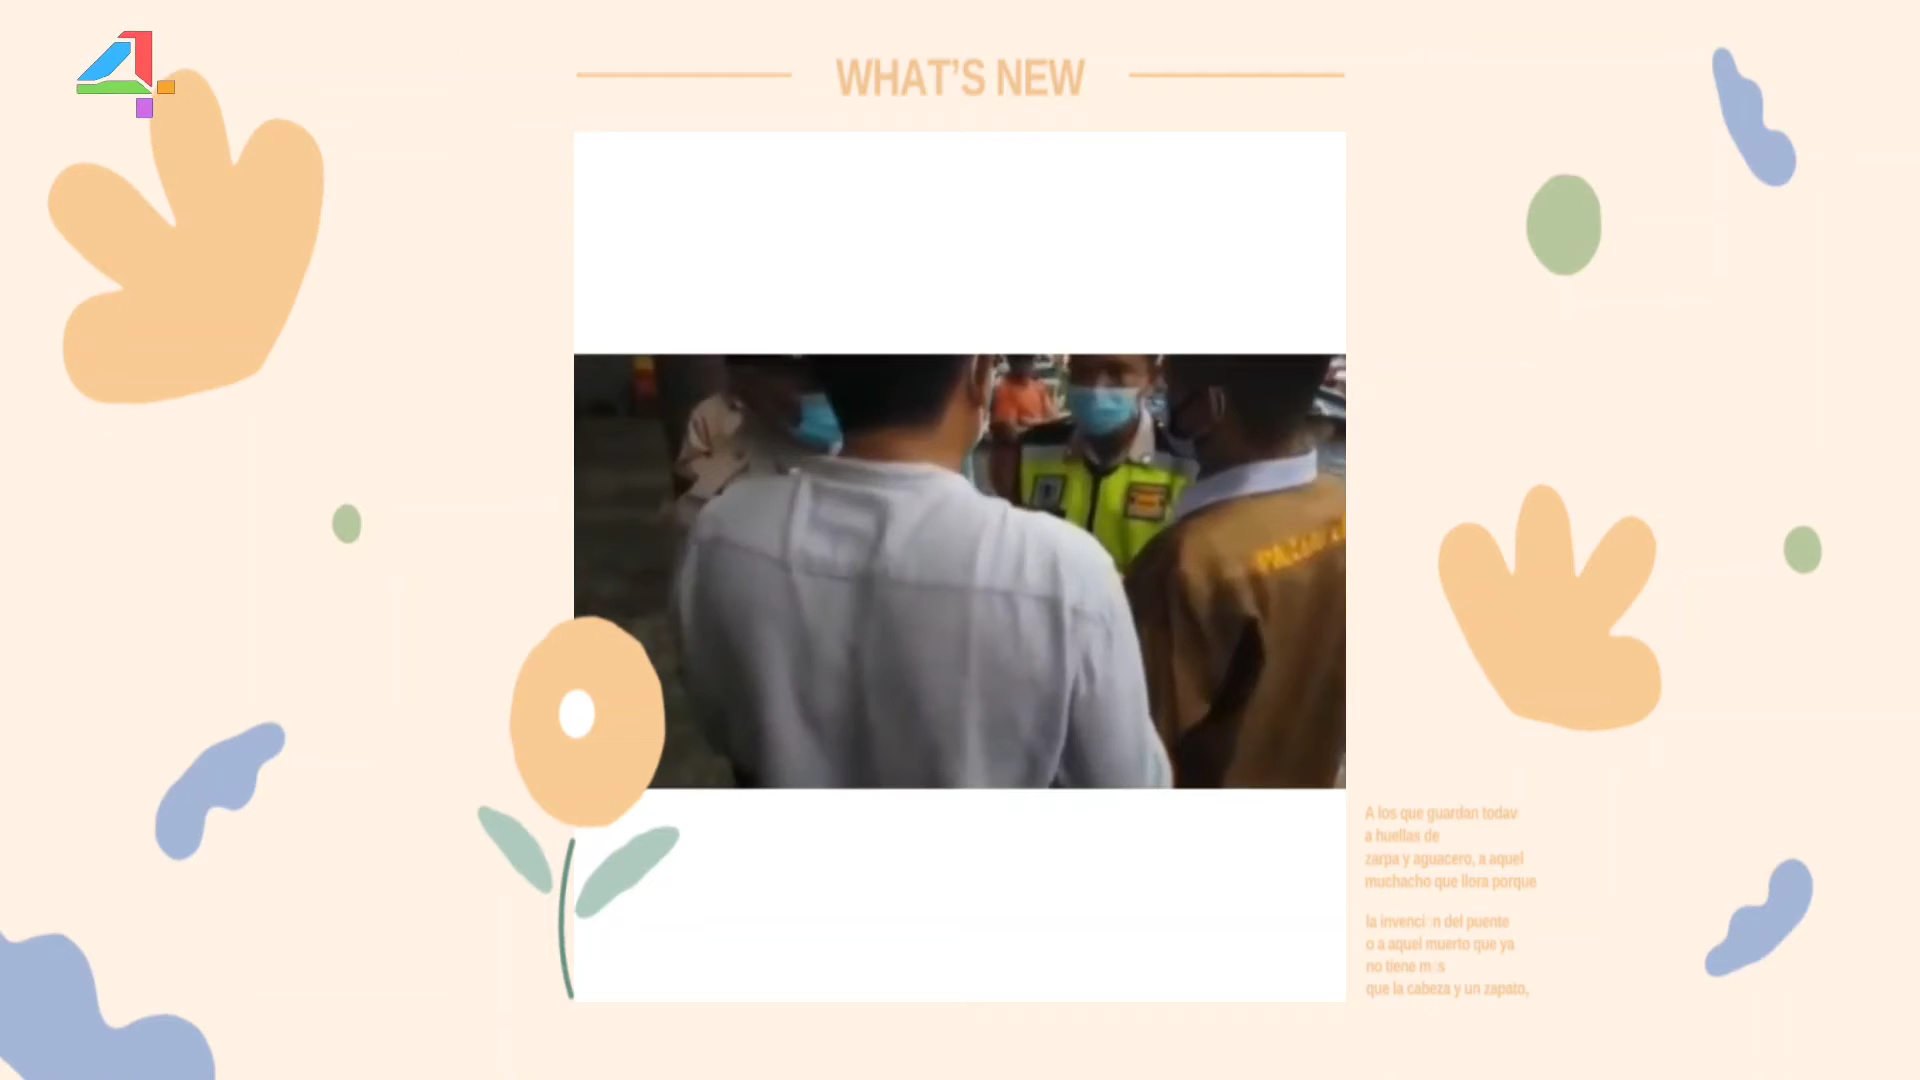 WHAT'S NEW
A los que guardan todav
a huellas de
zarpa y aguacero, a aquel
muchacho que llora porque
la invenci n del puente
o a aquel muerto que ya
no tiene m s
que la cabeza y un zapato,